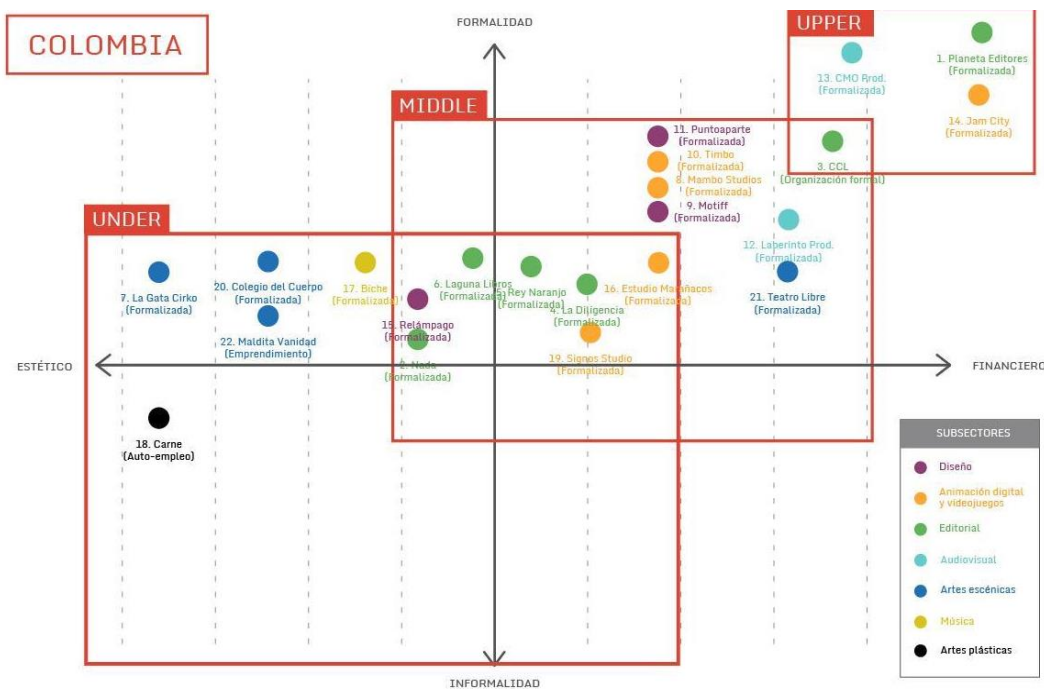 COLOMBIA
FORMALIDAD
UPPER
1. Planeta Editores
(Formalizada)
13. CMO Prod.
(Formalizada)
14. Jam City
(Formalizada)
MIDDLE
11. Puntoaparte
(Formalizada)
10. Timbo
(Formalizada)
8. Mambo Studios
(Formalizada)
9. Motiff
(Formalizada)
3. CCL
(Organización formal)
12. Laberinto Prod.
(Formalizada)
21. Teatro Libre
(Formalizada)
UNDER
7. La Gata Cirko
(Formalizada)
20. Colegio del Cuerpo
(Formalizada)
22. Maldita Vanidad
(Emprendimiento)
17. Biche
(Formalizada)
6. Laguna Libros
(Formalizada)
5. Rey Naranjo
(Formalizada)
4. La Diligencia
(Formalizada)
16. Estudio Marañacos
(Formalizada)
15. Relámpago
(Formalizada)
2. Nada
(Formalizada)
19. Signos Studio
(Formalizada)
ESTÉTICO
FINANCIERO
18. Carne
(Auto-empleo)
SUBSECTORES
Diseño
Animación digital
y videojuegos
Editorial
Audiovisual
Artes escénicas
Música
Artes plásticas
INFORMALIDAD